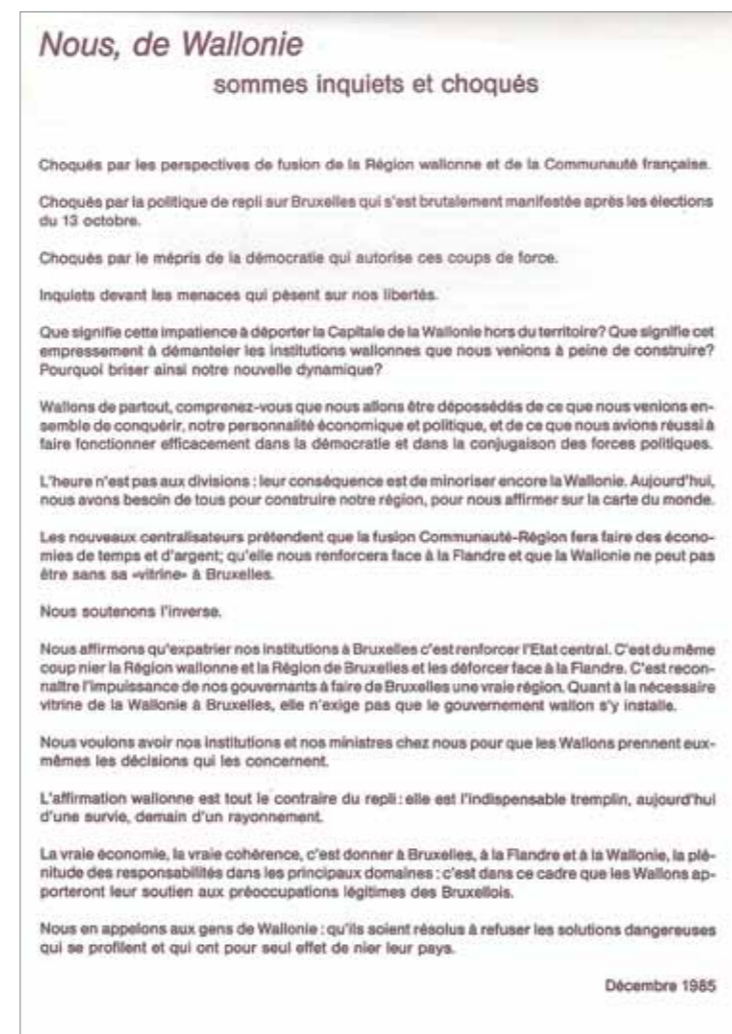 Nous, de Wallonie
sommes inquiets et choqués
Choqués par les perspectives de fusion de la Région wallonne et de la Communauté française.
Choqués par la politique de repli sur Bruxelles qui s'est brutalement manifestée après les élections
du 13 octobre.
Choqués par le mépris de la démocratie qui autorise ces coups de force.
Inquiets devant les menaces qui pèsent sur nos libertés.
Que signifie cette impatience à déporter la Capitale de la Wallonie hors du territoire? Que signifie cet
empressement à démanteler les institutions wallonnes que nous venions à peine de construire?
Pourquoi briser ainsi notre nouvelle dynamique?
Wallons de partout, comprenez-vous que nous allons être dépossédés de ce que nous venions en-
semble de conquérir, notre personnalité économique et politique, et de ce que nous avions réussi à
faire fonctionner efficacement dans la démocratie et dans la conjugaison des forces politiques.
L'heure n'est pas aux divisions : leur conséquence est de minoriser encore la Wallonie. Aujourd'hui,
nous avons besoin de tous pour construire notre région, pour nous affirmer sur la carte du monde.
Les nouveaux centralisateurs prétendent que la fusion Communauté-Région fera faire des écono-
mies de temps et d'argent; qu'elle nous renforcera face à la Flandre et que la Wallonie ne peut pas
être sans sa «vitrine» à Bruxelles.
Nous soutenons l'inverse.
Nous affirmons qu'expatrier nos institutions à Bruxelles c'est renforcer l'Etat central. C'est du même
coup nier la Région wallonne et la Région de Bruxelles et les déforcer face à la Flandre. C'est recon-
naître l'impuissance de nos gouvernants à faire de Bruxelles une vraie région. Quant à la nécessaire
vitrine de la Wallonie à Bruxelles, elle n'exige pas que le gouvernement wallon s'y installe.
Nous voulons avoir nos institutions et nos ministres chez nous pour que les Wallons prennent eux-
mêmes les décisions qui les concernent.
L'affirmation wallonne est tout le contraire du repli : elle est l'indispensable tremplin, aujourd'hui
d'une survie, demain d'un rayonnement.
La vraie économie, la vraie cohérence, c'est donner à Bruxelles, à la Flandre et à la Wallonie, la plé-
nitude des responsabilités dans les principaux domaines : c'est dans ce cadre que les Wallons ap-
porteront leur soutien aux préoccupations légitimes des Bruxellois.
Nous en appelons aux gens de Wallonie : qu'ils soient résolus à refuser les solutions dangereuses
qui se profilent et qui ont pour seul effet de nier leur pays.
Décembre 1985